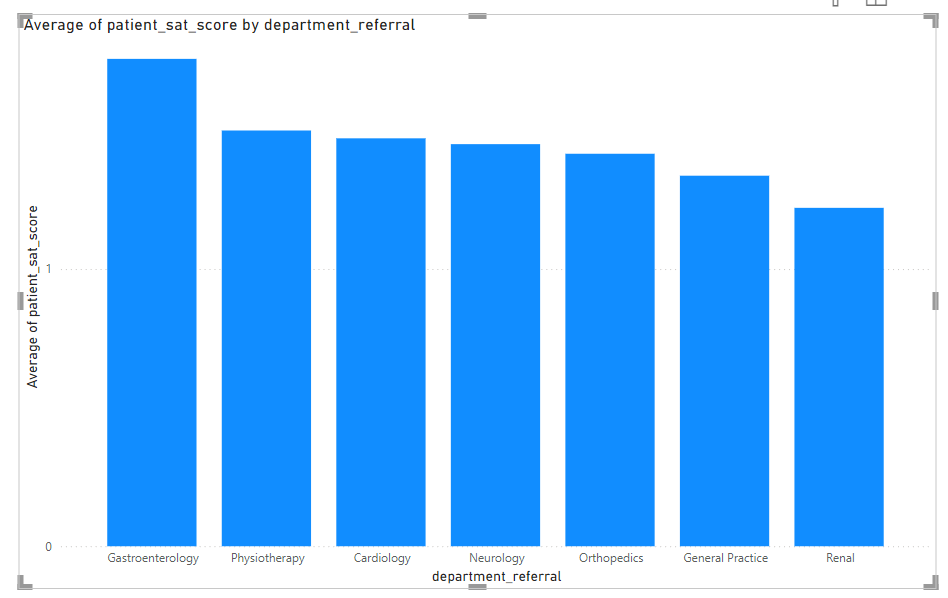 Average of patient_sat_score by department_referral
Average of patient_sat_score
1
0
Gastroenterology Physiotherapy Cardiology Neurology Orthopedics General Practice Renal
department_referral